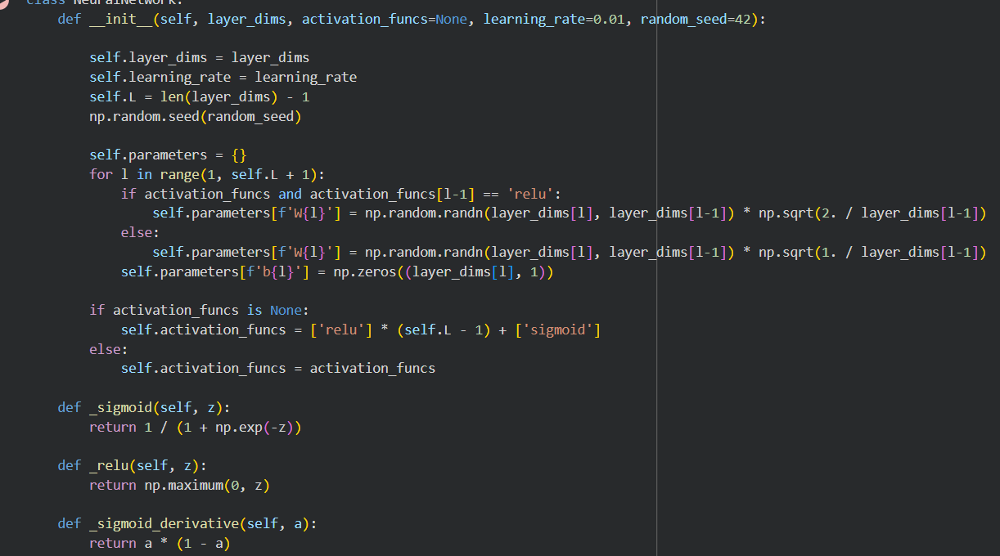 class NeuralNetwork:
def __init__(self, layer_dims, activation_funcs=None, learning_rate=0.01, random_seed=42):
self.layer_dims = layer_dims
self.learning_rate = learning_rate
self.L = len(layer_dims) - 1
np.random.seed(random_seed)
self.parameters = {}
for l in range(1, self.L + 1):
if activation_funcs and activation_funcs[l-1] == 'relu':
self.parameters[f'W{l}'] = np.random.randn(layer_dims[l], layer_dims[l-1]) * np.sqrt(2. / layer_dims[l-1])
else:
self.parameters[f'W{l}'] = np.random.randn(layer_dims[l], layer_dims[l-1]) * np.sqrt(1. / layer_dims[l-1])
self.parameters[f'b{l}'] = np.zeros((layer_dims[l], 1))
if activation_funcs is None:
self.activation_funcs = ['relu'] * (self.L - 1) + ['sigmoid']
else:
self.activation_funcs = activation_funcs
def _sigmoid(self, z):
return 1 / (1 + np.exp(-z))
def _relu(self, z):
return np.maximum(0, z)
def _sigmoid_derivative(self, a):
return a * (1 - a)